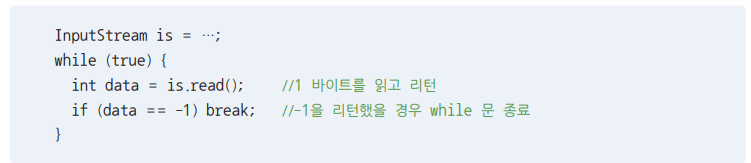 InputStream is = …;
while (true) {
  int data = is.read();    //1 바이트를 읽고 리턴
  if (data == -1) break;   //-1을 리턴했을 경우 while 문 종료
}